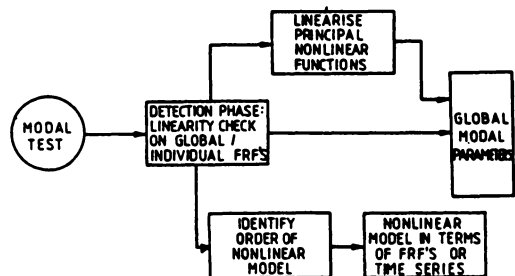 LINEARISE
PRINCIPAL
NONLINEAR
FUNCTIONS
MODAL
TEST
DETECTION PHASE:
LINEARITY CHECK
ON GLOBAL /
INDIVIDUAL FRF'S
GLOBAL
MODAL
PARAMETERS
IDENTIFY
ORDER OF
NONLINEAR
MODEL
NONLINEAR
MODEL IN TERMS
OF FRF'S OR
TIME SERIES